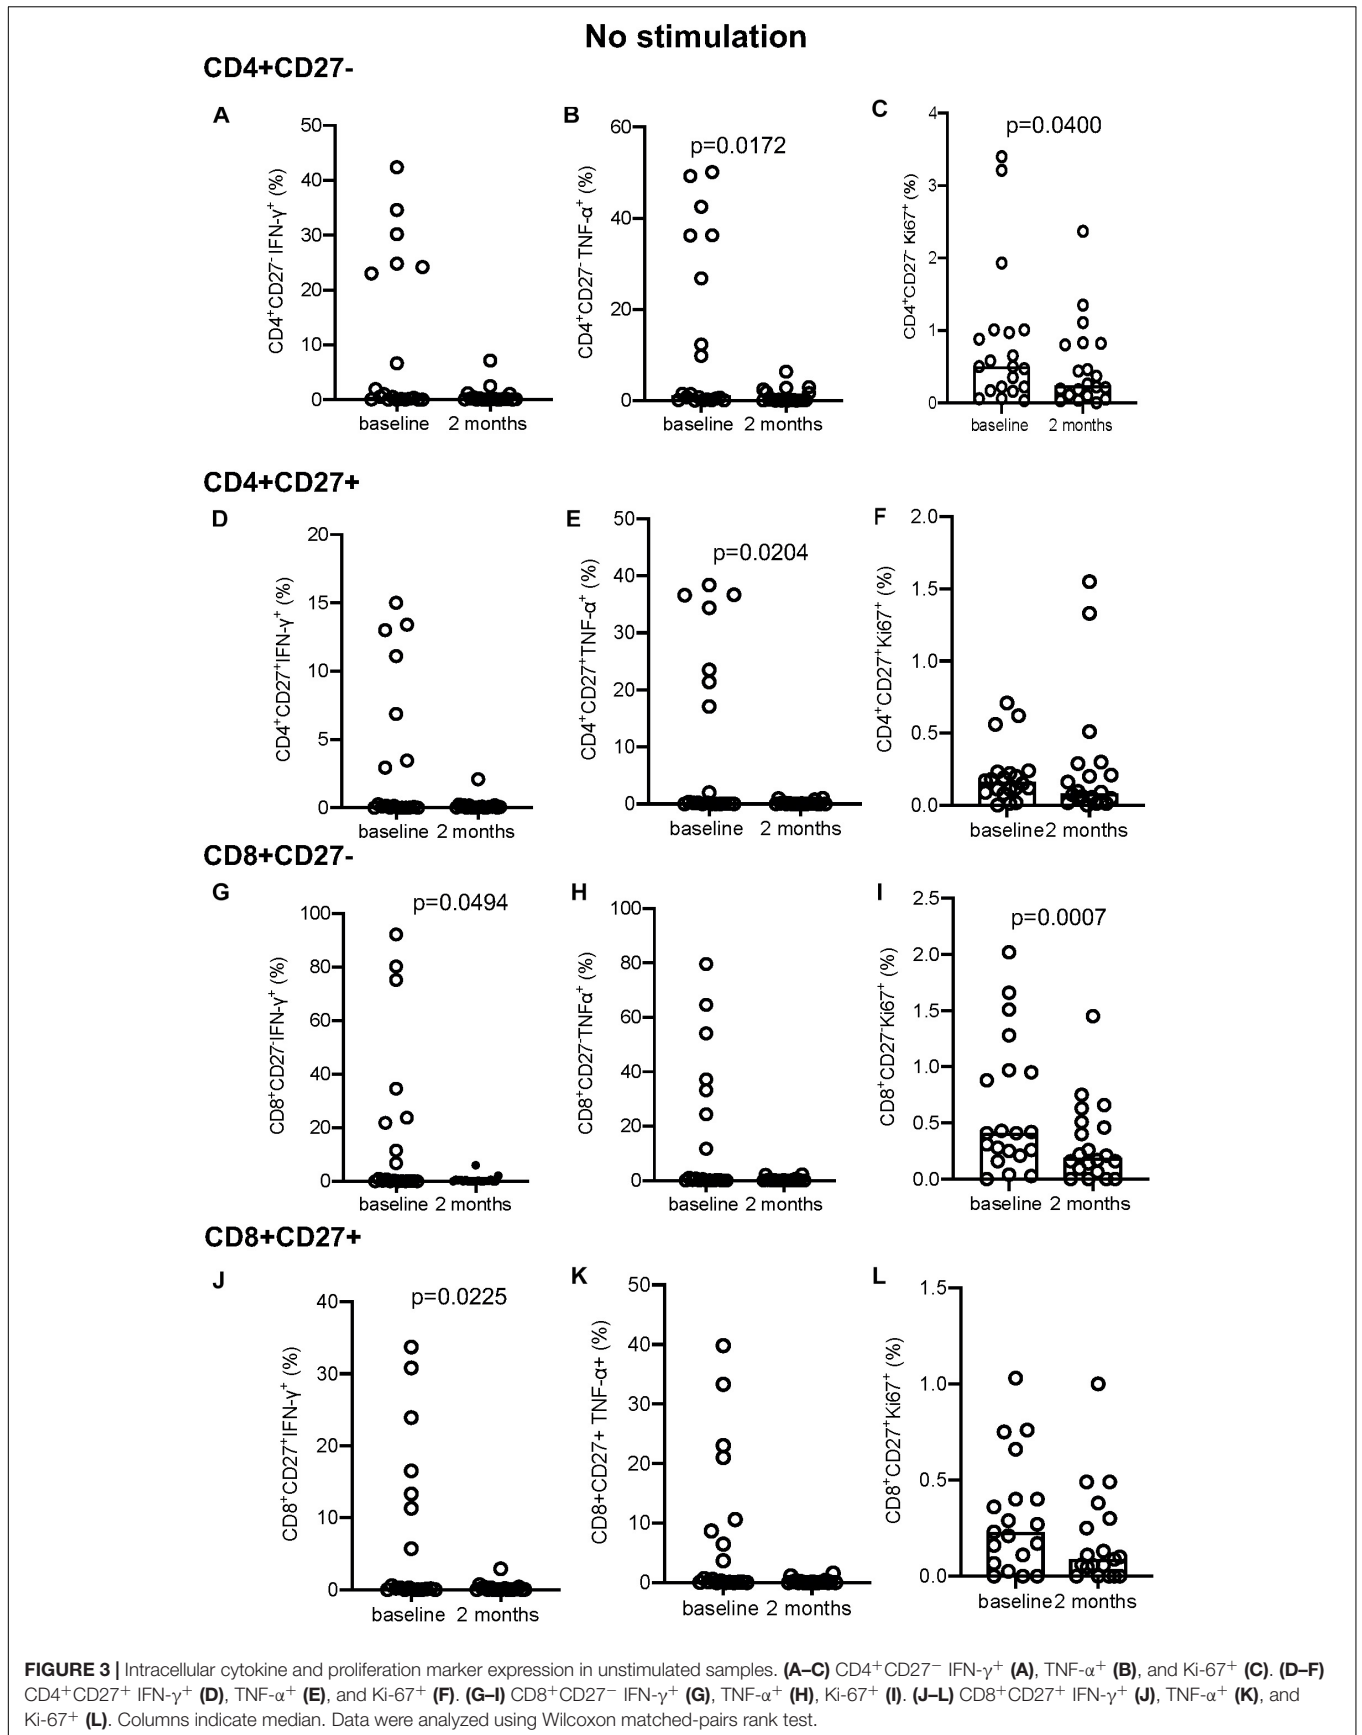 No stimulation
CD4+CD27-
A
50
40
30
20
10
0
CD4⁺CD27⁻ IFN-γ⁺ (%)
baseline 2 months
B
60
40
20
0
CD4⁺CD27⁻ TNF-α⁺ (%)
p=0.0172
baseline 2 months
C
4
3
2
1
0
CD4⁺CD27⁻ Ki67⁺ (%)
p=0.0400
baseline 2 months
CD4+CD27+
D
20
15
10
5
0
CD4⁺CD27⁺IFN-γ⁺ (%)
baseline 2 months
E
50
40
30
20
10
0
CD4⁺CD27⁺TNF-α⁺ (%)
p=0.0204
baseline 2 months
F
2.0
1.5
1.0
0.5
0.0
CD4⁺CD27⁺Ki67⁺ (%)
baseline 2 months
CD8+CD27-
G
100
80
60
40
20
0
CD8⁺CD27⁻IFN-γ⁺ (%)
p=0.0494
baseline 2 months
H
100
80
60
40
20
0
CD8⁺CD27⁻TNFα⁺ (%)
baseline 2 months
I
2.5
2.0
1.5
1.0
0.5
0.0
CD8⁺CD27⁻Ki67⁺ (%)
p=0.0007
baseline 2 months
CD8+CD27+
J
40
30
20
10
0
CD8⁺CD27⁺IFN-γ⁺ (%)
p=0.0225
baseline 2 months
K
50
40
30
20
10
0
CD8+CD27+ TNF-α+ (%)
baseline 2 months
L
1.5
1.0
0.5
0.0
CD8⁺CD27⁺Ki67⁺ (%)
baseline 2 months
FIGURE 3 | Intracellular cytokine and proliferation marker expression in unstimulated samples. (A–C) CD4⁺CD27⁻ IFN-γ⁺ (A), TNF-α⁺ (B), and Ki-67⁺ (C). (D–F)
CD4⁺CD27⁺ IFN-γ⁺ (D), TNF-α⁺ (E), and Ki-67⁺ (F). (G–I) CD8⁺CD27⁻ IFN-γ⁺ (G), TNF-α⁺ (H), Ki-67⁺ (I). (J–L) CD8⁺CD27⁺ IFN-γ⁺ (J), TNF-α⁺ (K), and
Ki-67⁺ (L). Columns indicate median. Data were analyzed using Wilcoxon matched-pairs rank test.